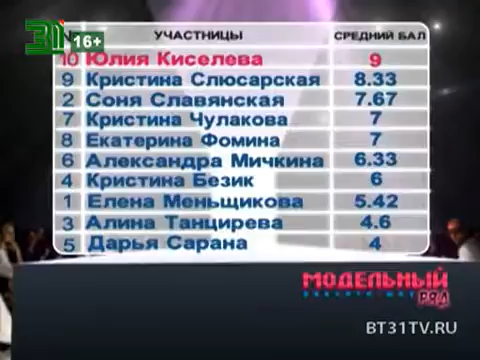 31
16+
№ УЧАСТНИЦЫ СРЕДНИЙ БАЛ
10 Юлия Киселева 9
9 Кристина Слюсарская 8.33
2 Соня Славянская 7.67
7 Кристина Чулакова 7
8 Екатерина Фомина 7
6 Александра Мичкина 6.33
4 Кристина Безик 6
1 Елена Меньщикова 5.42
3 Алина Танцирева 4.6
5 Дарья Сарана 4
МОДЕЛЬНЫЙ
РЯД
BT31TV.RU